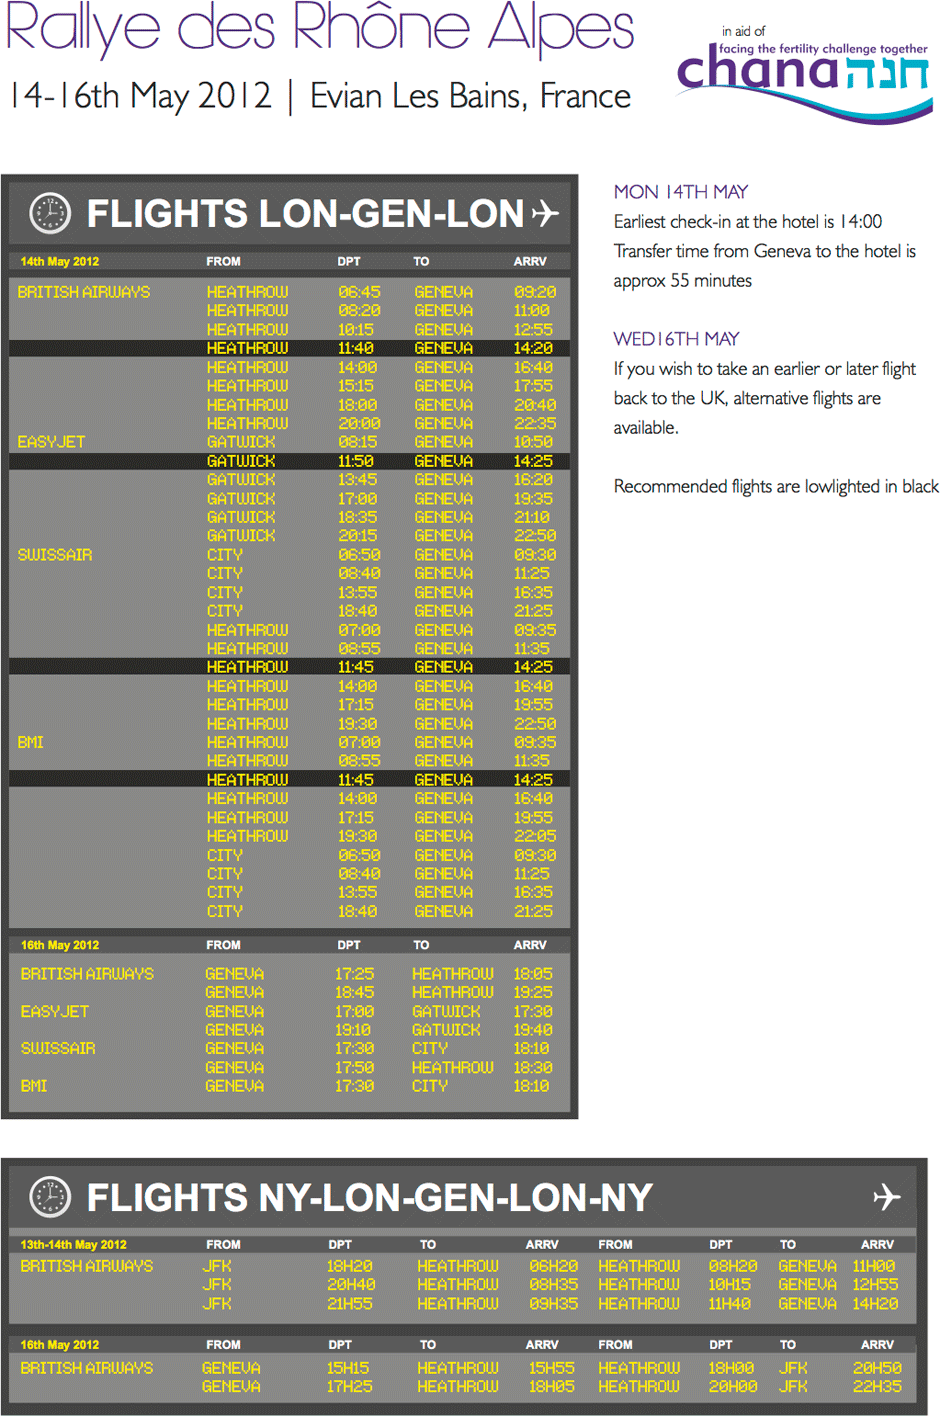 Rallye des Rhône Alpes
14-16th May 2012 | Evian Les Bains, France
in aid of
facing the fertility challenge together
chana חנה
FLIGHTS LON-GEN-LON
14th May 2012 FROM DPT TO ARRV
BRITISH AIRWAYS HEATHROW 06:45 GENEVA 09:20
HEATHROW 08:20 GENEVA 11:00
HEATHROW 10:15 GENEVA 12:55
HEATHROW 11:40 GENEVA 14:20
HEATHROW 14:00 GENEVA 16:40
HEATHROW 15:15 GENEVA 17:55
HEATHROW 18:00 GENEVA 20:40
HEATHROW 20:00 GENEVA 22:35
EASYJET GATWICK 08:15 GENEVA 10:50
GATWICK 11:50 GENEVA 14:25
GATWICK 13:45 GENEVA 16:20
GATWICK 17:00 GENEVA 19:35
GATWICK 18:35 GENEVA 21:10
GATWICK 20:15 GENEVA 22:50
SWISSAIR CITY 06:50 GENEVA 09:30
CITY 08:40 GENEVA 11:25
CITY 13:55 GENEVA 16:35
CITY 18:40 GENEVA 21:25
HEATHROW 07:00 GENEVA 09:35
HEATHROW 08:55 GENEVA 11:35
HEATHROW 11:45 GENEVA 14:25
HEATHROW 14:00 GENEVA 16:40
HEATHROW 17:15 GENEVA 19:55
HEATHROW 19:30 GENEVA 22:50
BMI HEATHROW 07:00 GENEVA 09:35
HEATHROW 08:55 GENEVA 11:35
HEATHROW 11:45 GENEVA 14:25
HEATHROW 14:00 GENEVA 16:40
HEATHROW 17:15 GENEVA 19:55
HEATHROW 19:30 GENEVA 22:05
CITY 06:50 GENEVA 09:30
CITY 08:40 GENEVA 11:25
CITY 13:55 GENEVA 16:35
CITY 18:40 GENEVA 21:25
16th May 2012 FROM DPT TO ARRV
BRITISH AIRWAYS GENEVA 17:25 HEATHROW 18:05
GENEVA 18:45 HEATHROW 19:25
EASYJET GENEVA 17:00 GATWICK 17:30
GENEVA 19:10 GATWICK 19:40
SWISSAIR GENEVA 17:30 CITY 18:10
GENEVA 17:50 HEATHROW 18:30
BMI GENEVA 17:30 CITY 18:10
MON 14TH MAY
Earliest check-in at the hotel is 14:00
Transfer time from Geneva to the hotel is
approx 55 minutes
WED16TH MAY
If you wish to take an earlier or later flight
back to the UK, alternative flights are
available.
Recommended flights are lowlighted in black
FLIGHTS NY-LON-GEN-LON-NY
13th-14th May 2012 FROM DPT TO ARRV FROM DPT TO ARRV
BRITISH AIRWAYS JFK 18H20 HEATHROW 06H20 HEATHROW 08H20 GENEVA 11H00
JFK 20H40 HEATHROW 08H35 HEATHROW 10H15 GENEVA 12H55
JFK 21H55 HEATHROW 09H35 HEATHROW 11H40 GENEVA 14H20
16th May 2012 FROM DPT TO ARRV FROM DPT TO ARRV
BRITISH AIRWAYS GENEVA 15H15 HEATHROW 15H55 HEATHROW 18H00 JFK 20H50
GENEVA 17H25 HEATHROW 18H05 HEATHROW 20H00 JFK 22H35